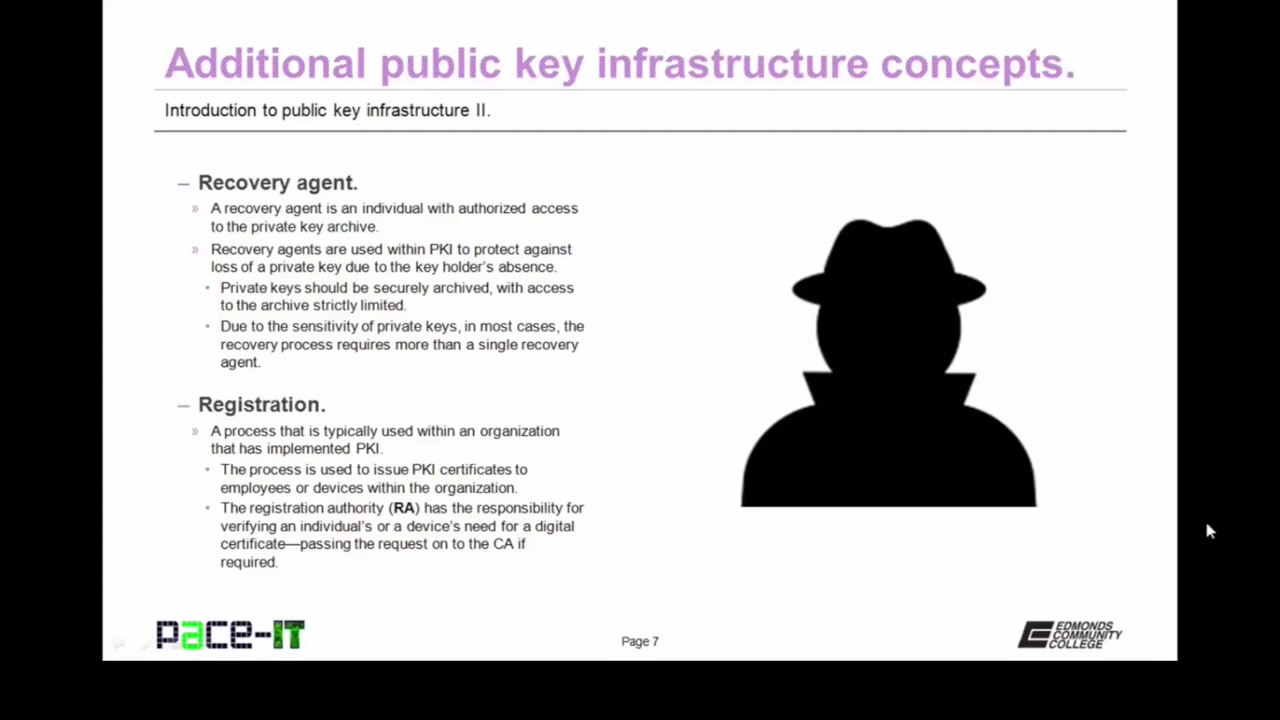 Additional public key infrastructure concepts.
Introduction to public key infrastructure II.
– Recovery agent.
» A recovery agent is an individual with authorized access
to the private key archive.
» Recovery agents are used within PKI to protect against
loss of a private key due to the key holder's absence.
• Private keys should be securely archived, with access
to the archive strictly limited.
• Due to the sensitivity of private keys, in most cases, the
recovery process requires more than a single recovery
agent.
– Registration.
» A process that is typically used within an organization
that has implemented PKI.
• The process is used to issue PKI certificates to
employees or devices within the organization.
• The registration authority (RA) has the responsibility for
verifying an individual's or a device's need for a digital
certificate—passing the request on to the CA if
required.
pace-IT
Page 7
EDMONDS
COMMUNITY
COLLEGE